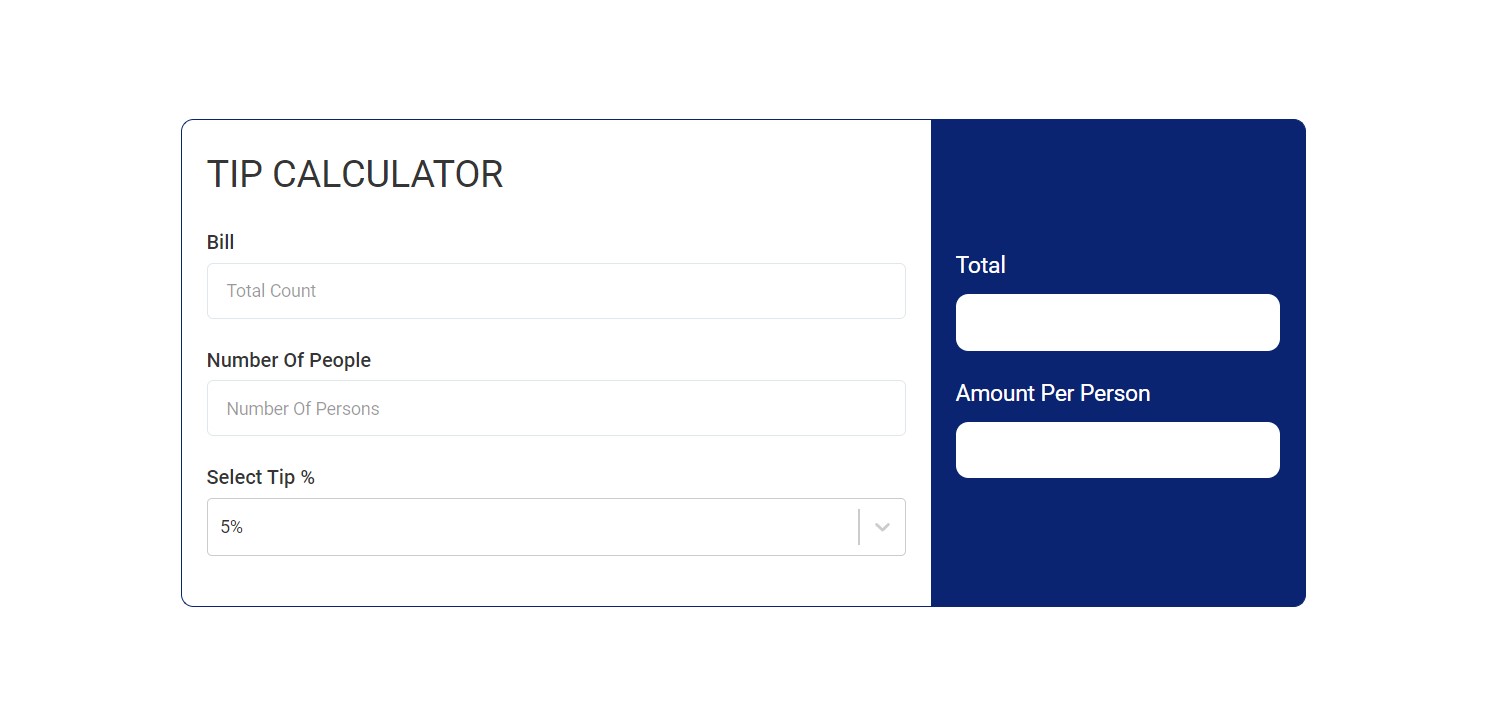 TIP CALCULATOR
Bill
Total Count
Number Of People
Number Of Persons
Select Tip %
5%
Total
Amount Per Person